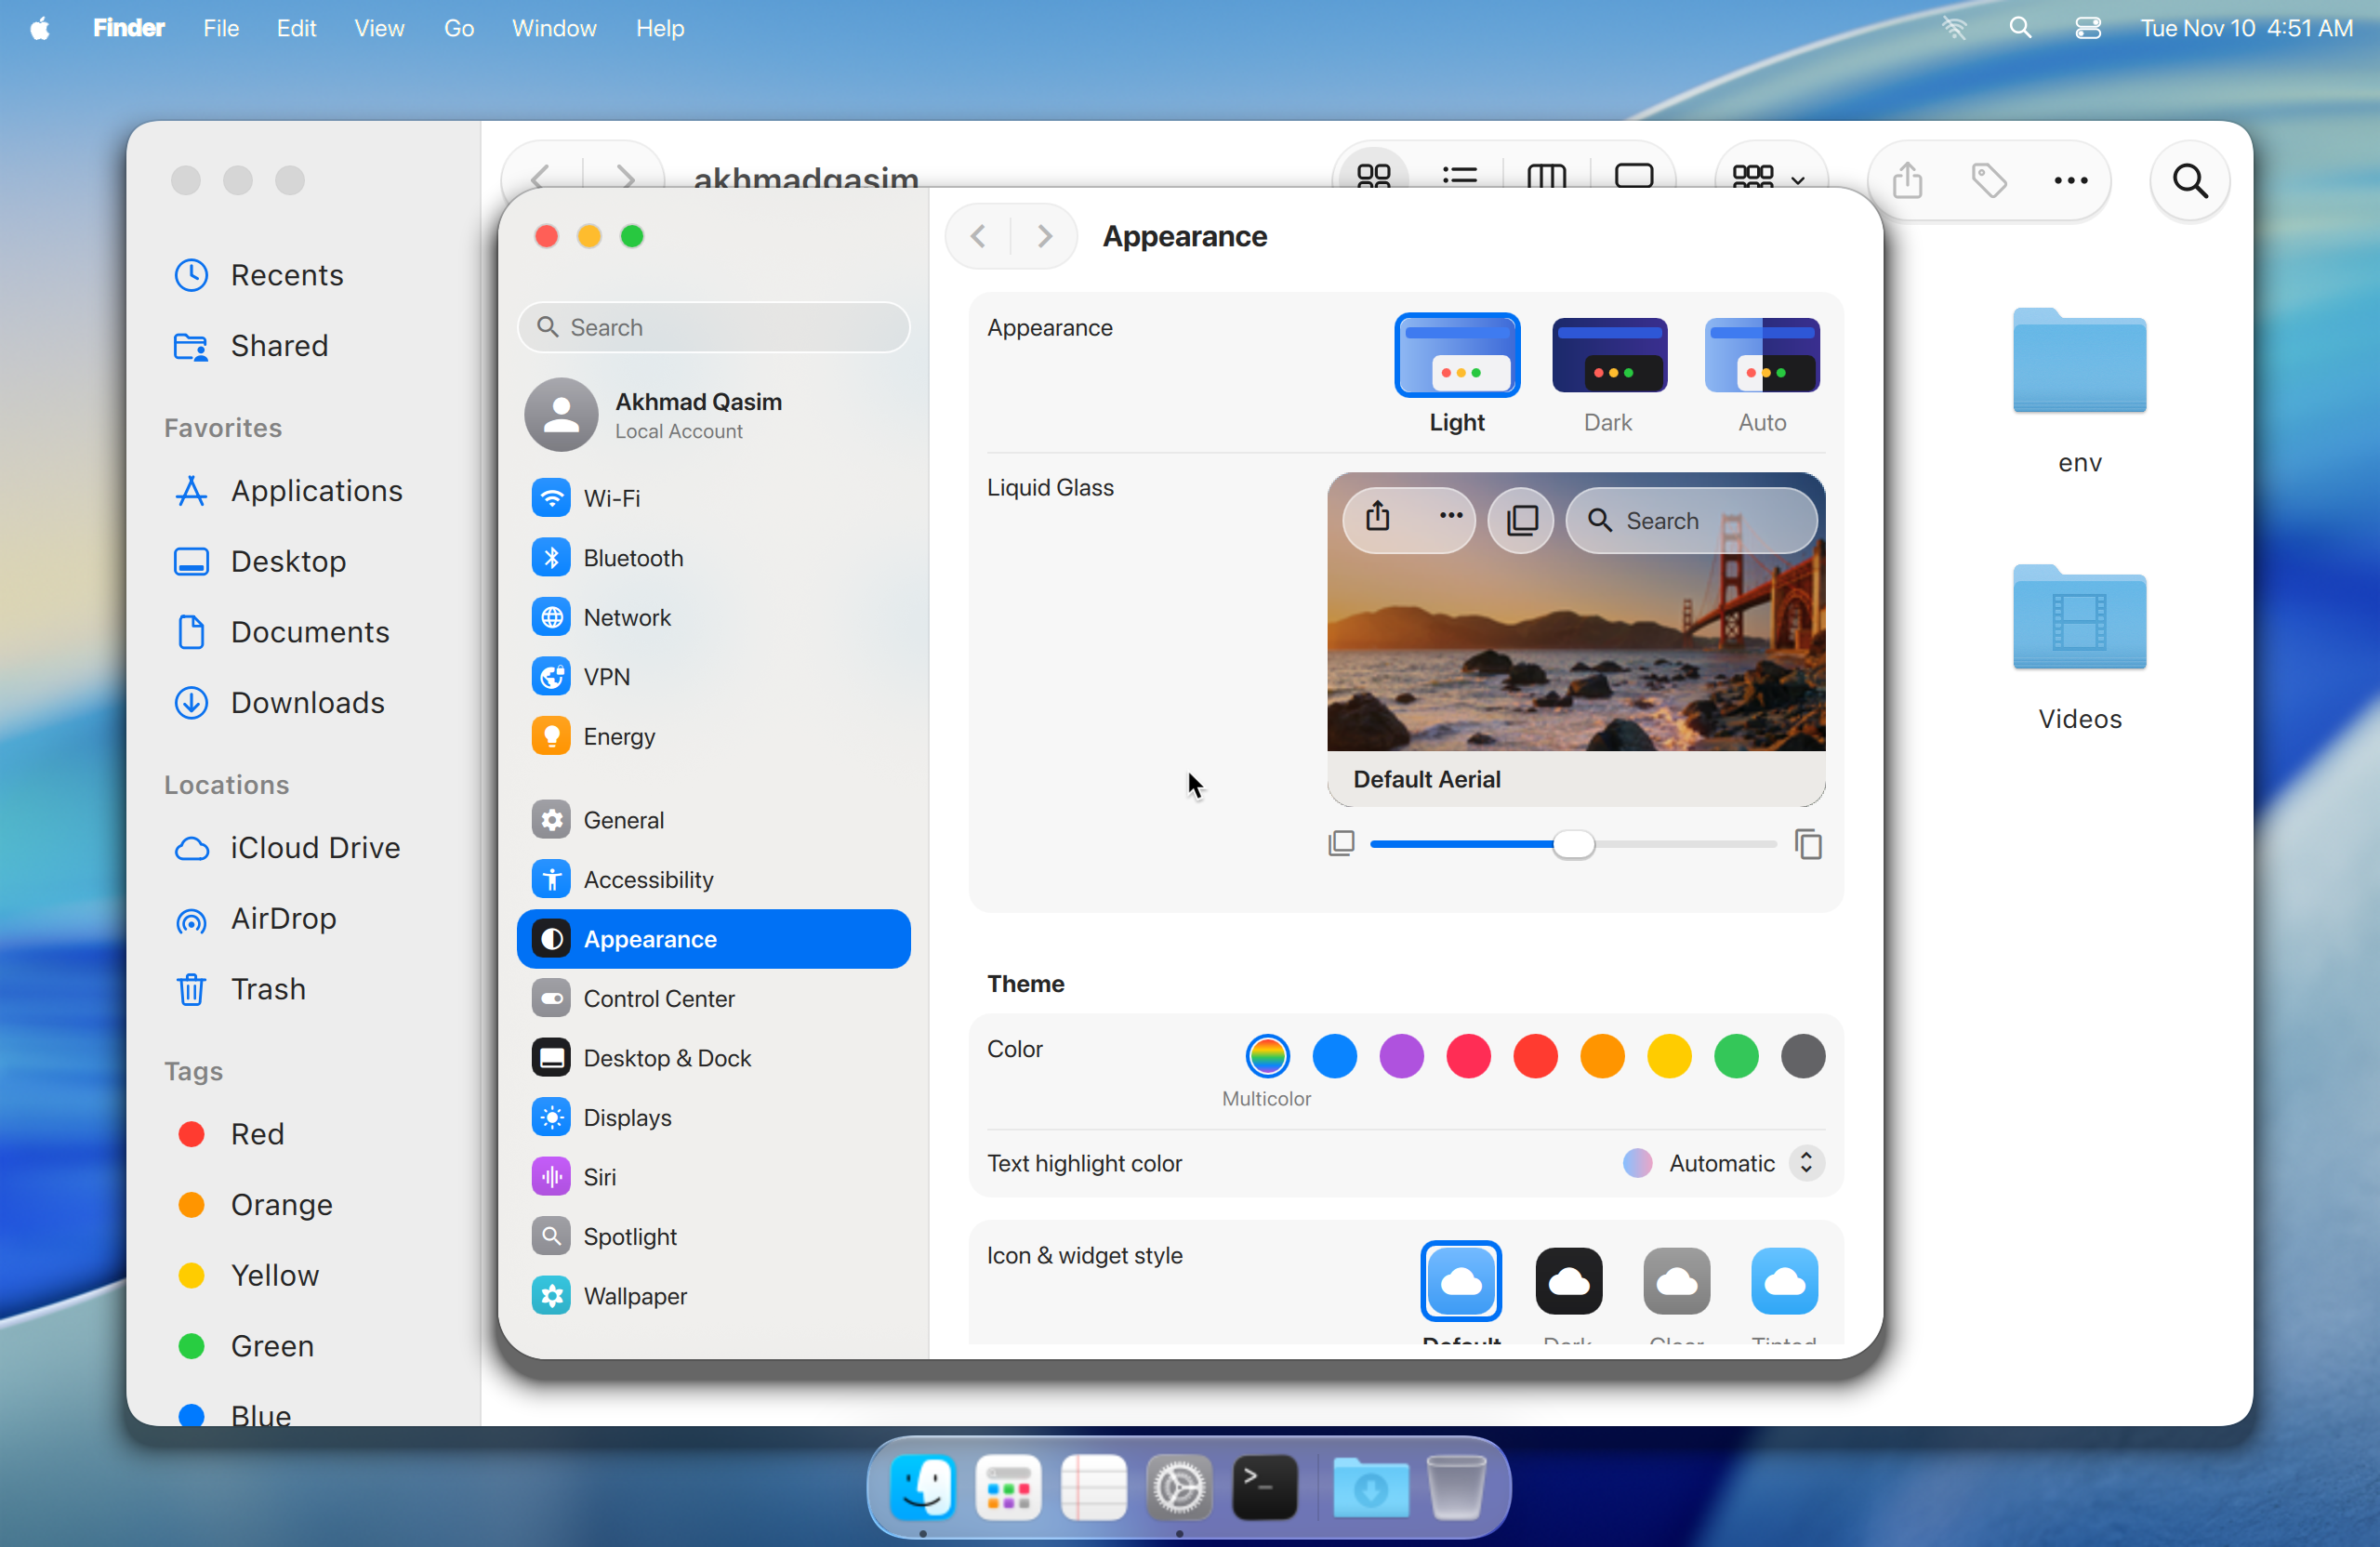 Finder File Edit View Go Window Help
Tue Nov 10 4:51 AM
akhmadqasim
Recents
Shared
Favorites
Applications
Desktop
Documents
Downloads
Locations
iCloud Drive
AirDrop
Trash
Tags
Red
Orange
Yellow
Green
Blue
Search
Akhmad Qasim
Local Account
Wi-Fi
Bluetooth
Network
VPN
Energy
General
Accessibility
Appearance
Control Center
Desktop & Dock
Displays
Siri
Spotlight
Wallpaper
Appearance
Appearance
Light Dark Auto
Liquid Glass
Search
Default Aerial
Theme
Color
Multicolor
Text highlight color
Automatic
Icon & widget style
Default Dark Clear Tinted
env
Videos